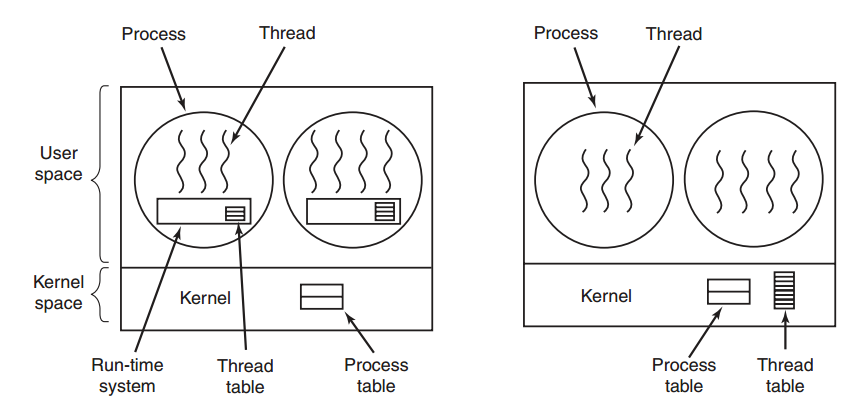 Process
Thread
User
space
Kernel
space
Kernel
Run-time
system
Thread
table
Process
table
Process
Thread
Kernel
Process
table
Thread
table